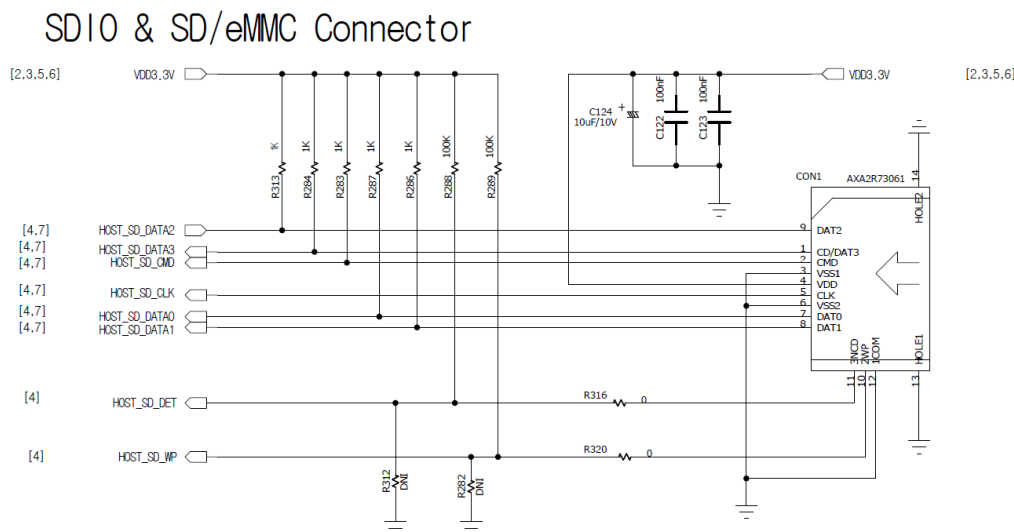 SDIO & SD/eMMC Connector
[2,3,5,6] VDD3.3V VDD3.3V [2,3,5,6]
C124
10uF/10V
C122 100nF
C123 100nF
R313 1K
R284 1K
R283 1K
R287 1K
R286 1K
R288 100K
R289 100K
CON1 AXA2R73061
14
HOLE2
[4,7] HOST_SD_DATA2 9 DAT2
[4,7] HOST_SD_DATA3 1 CD/DAT3
[4,7] HOST_SD_CMD 2 CMD
3 VSS1
4 VDD
[4,7] HOST_SD_CLK 5 CLK
6 VSS2
[4,7] HOST_SD_DATA0 7 DAT0
[4,7] HOST_SD_DATA1 8 DAT1
3NCD
2WP
1COM
HOLE1
11
10
12
13
[4] HOST_SD_DET R316 0
[4] HOST_SD_WP R320 0
R312 DNI
R282 DNI